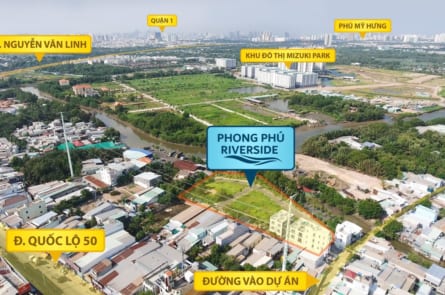 QUẬN 1
PHÚ MỸ HƯNG
. NGUYỄN VĂN LINH
KHU ĐÔ THỊ MIZUKI PARK
PHONG PHÚ
RIVERSIDE
Đ. QUỐC LỘ 50
ĐƯỜNG VÀO DỰ ÁN